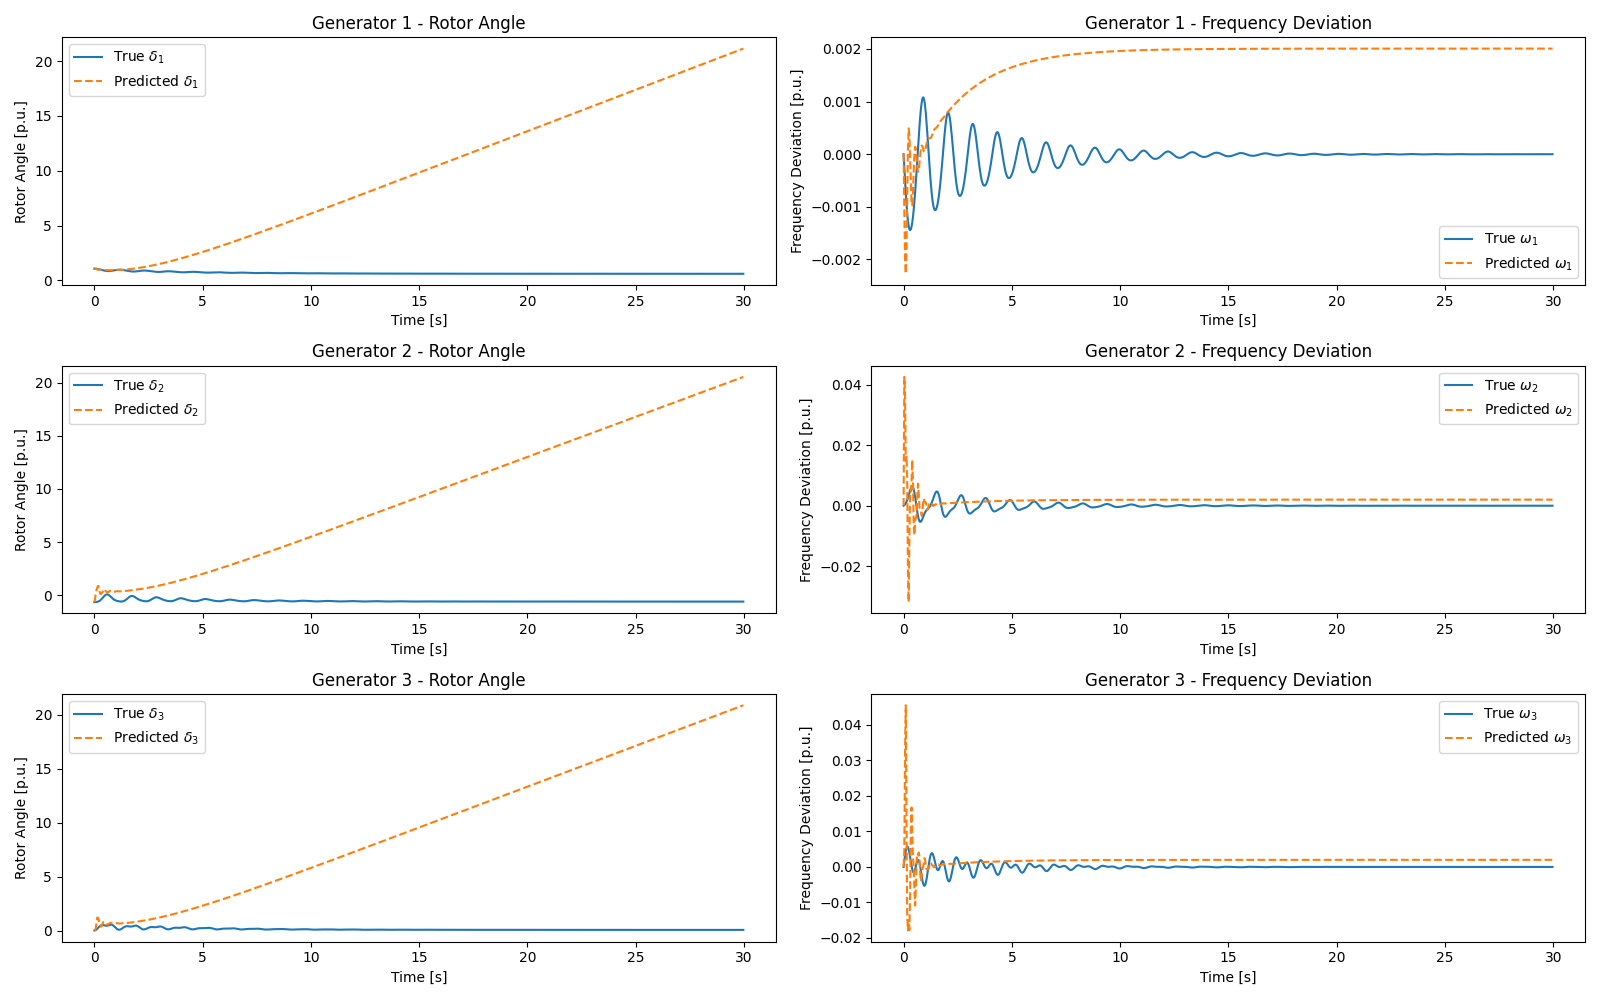 Generator 1 - Rotor Angle
Rotor Angle [p.u.]
20
15
10
5
0
True δ₁
Predicted δ₁
0 5 10 15 20 25 30
Time [s]
Generator 1 - Frequency Deviation
Frequency Deviation [p.u.]
0.002
0.001
0.000
−0.001
−0.002
True ω₁
Predicted ω₁
0 5 10 15 20 25 30
Time [s]
Generator 2 - Rotor Angle
Rotor Angle [p.u.]
20
15
10
5
0
True δ₂
Predicted δ₂
0 5 10 15 20 25 30
Time [s]
Generator 2 - Frequency Deviation
Frequency Deviation [p.u.]
0.04
0.02
0.00
−0.02
True ω₂
Predicted ω₂
0 5 10 15 20 25 30
Time [s]
Generator 3 - Rotor Angle
Rotor Angle [p.u.]
20
15
10
5
0
True δ₃
Predicted δ₃
0 5 10 15 20 25 30
Time [s]
Generator 3 - Frequency Deviation
Frequency Deviation [p.u.]
0.04
0.03
0.02
0.01
0.00
−0.01
−0.02
True ω₃
Predicted ω₃
0 5 10 15 20 25 30
Time [s]